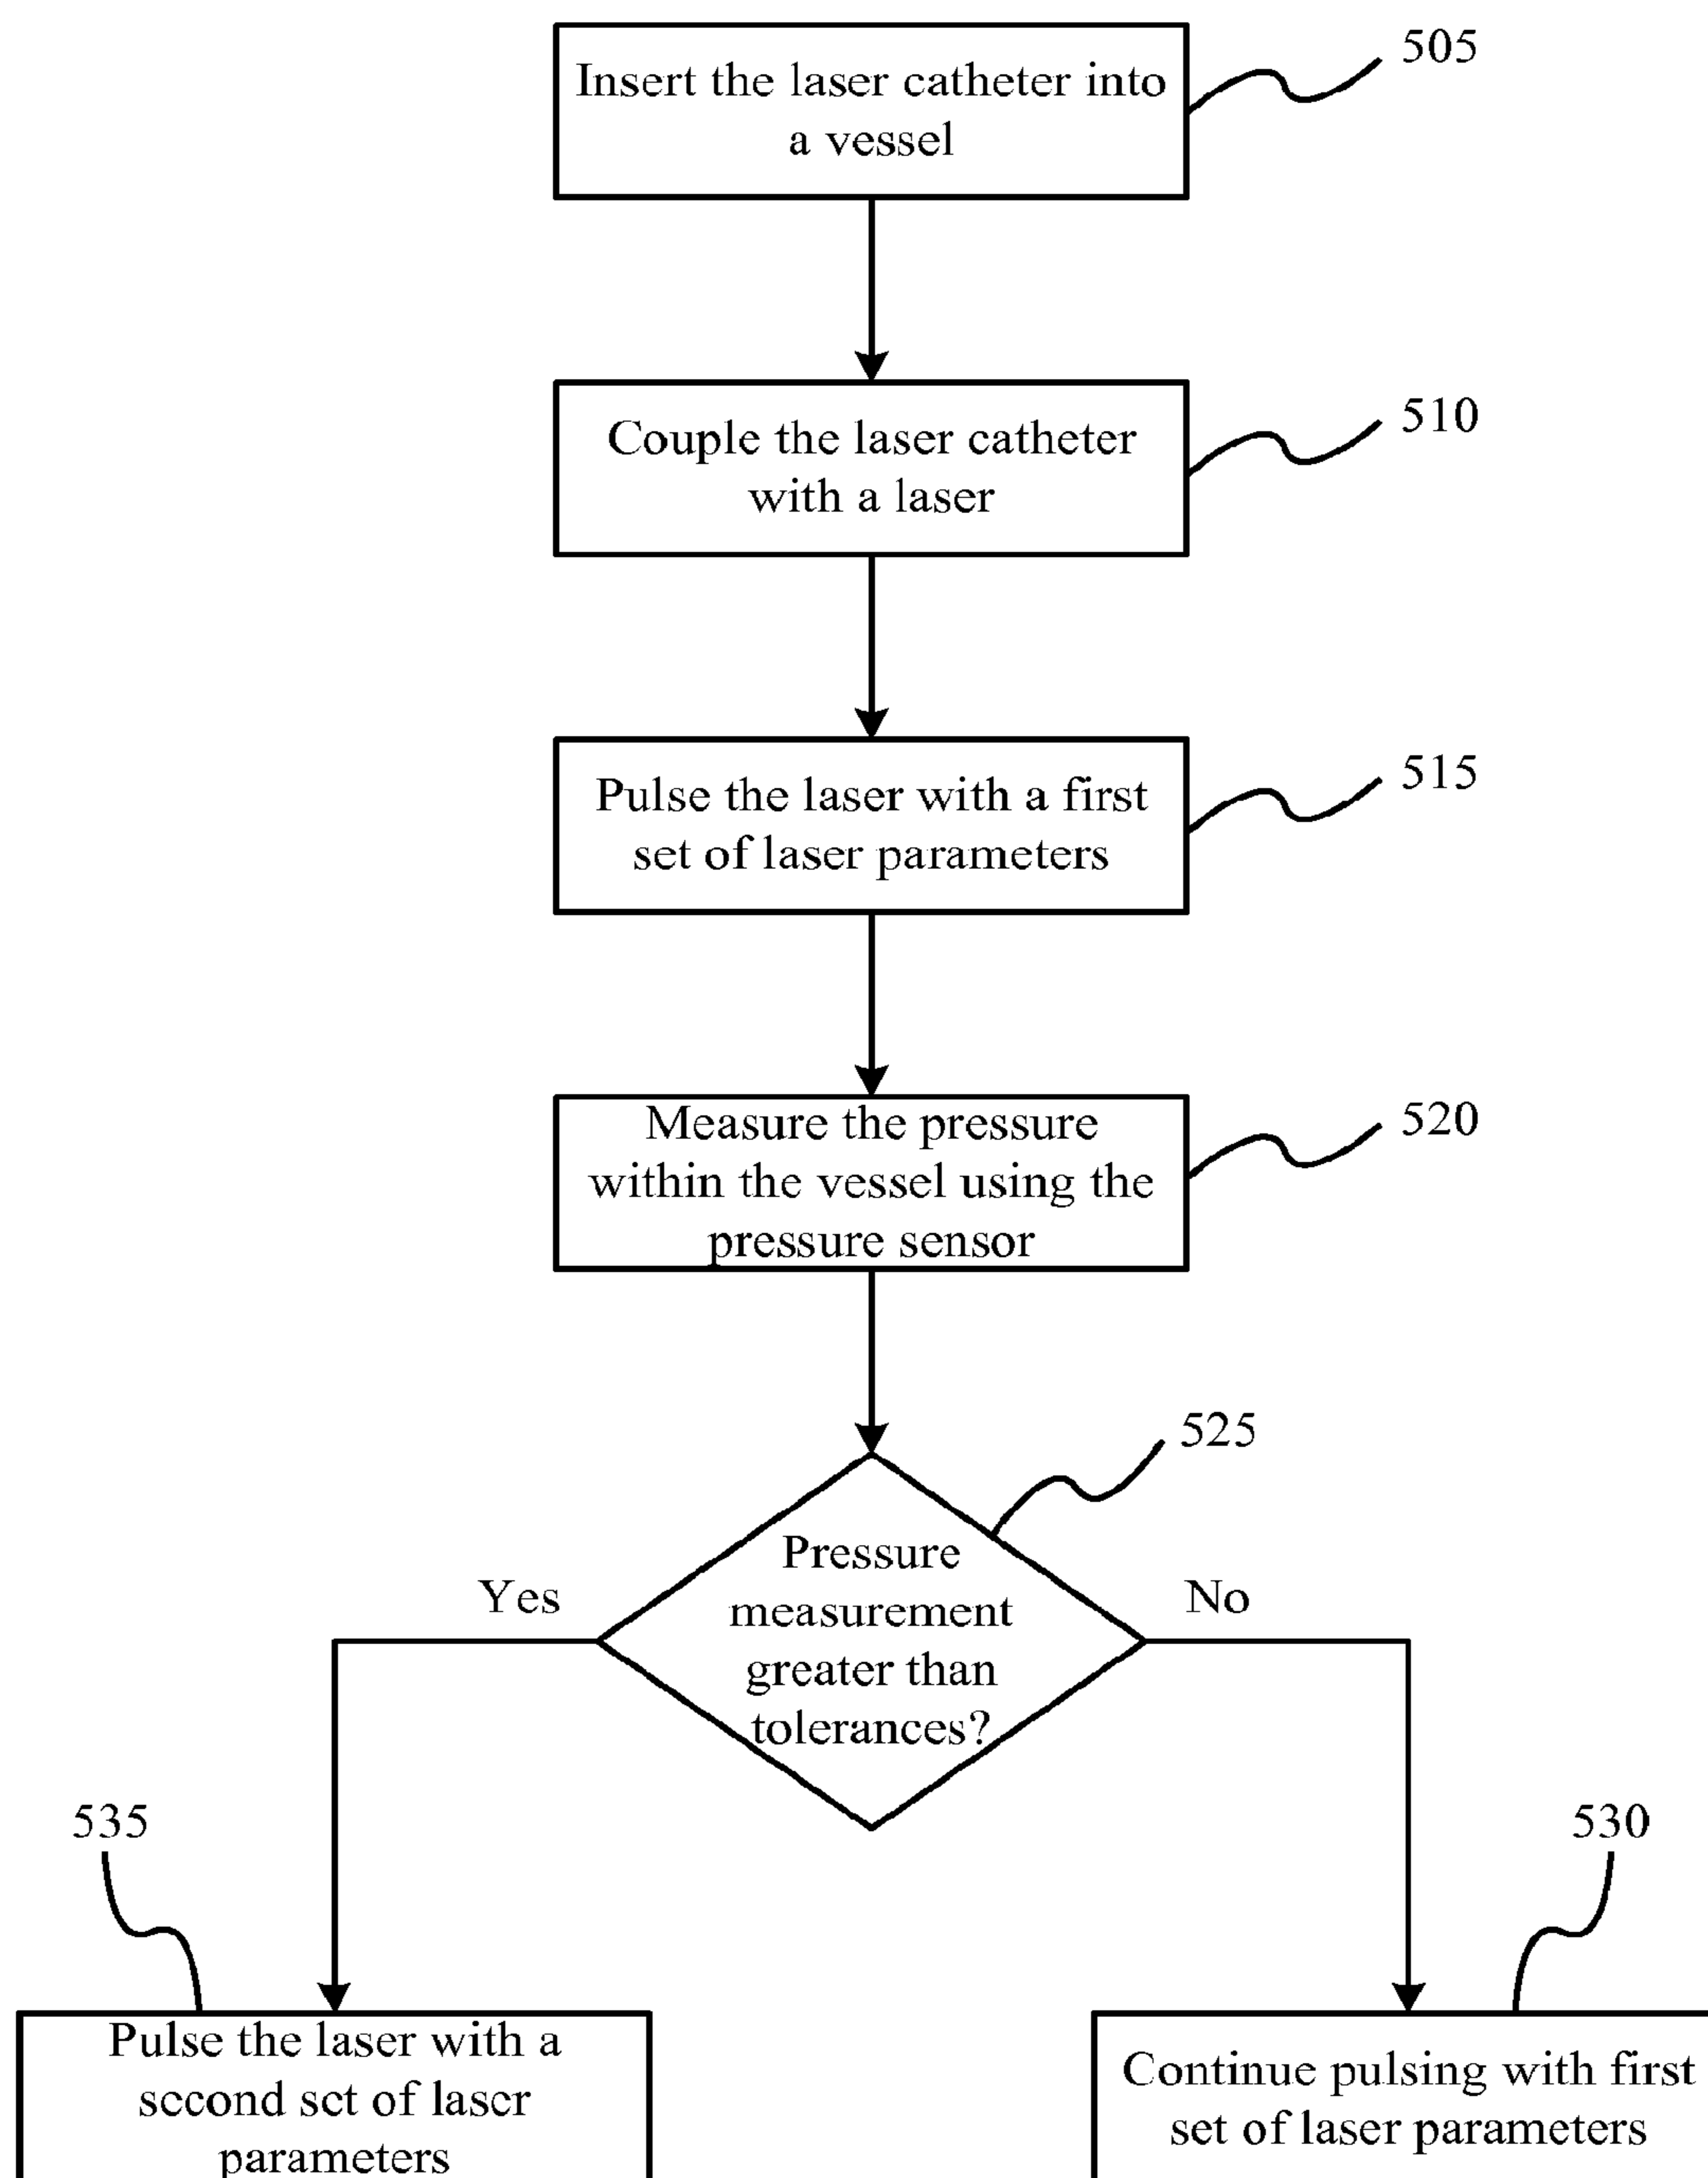 505
Insert the laser catheter into
a vessel
510
Couple the laser catheter
with a laser
515
Pulse the laser with a first
set of laser parameters
520
Measure the pressure
within the vessel using the
pressure sensor
525
Pressure
measurement
greater than
tolerances?
Yes
No
535
530
Pulse the laser with a
second set of laser
parameters
Continue pulsing with first
set of laser parameters